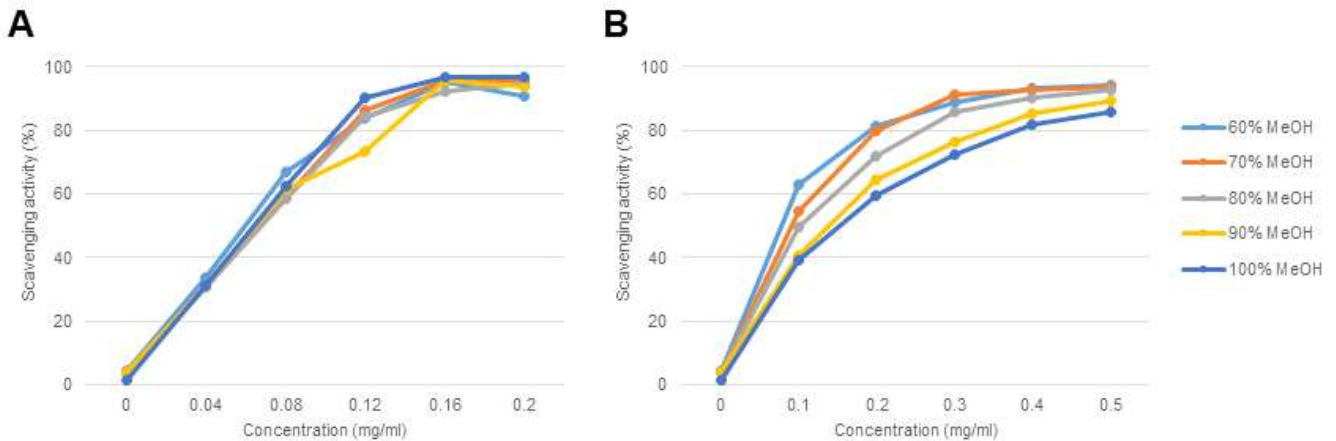 A
100
80
60
40
20
0
Scavenging activity (%)
0 0.04 0.08 0.12 0.16 0.2
Concentration (mg/ml)
B
100
80
60
40
20
0
Scavenging activity (%)
0 0.1 0.2 0.3 0.4 0.5
Concentration (mg/ml)
60% MeOH
70% MeOH
80% MeOH
90% MeOH
100% MeOH